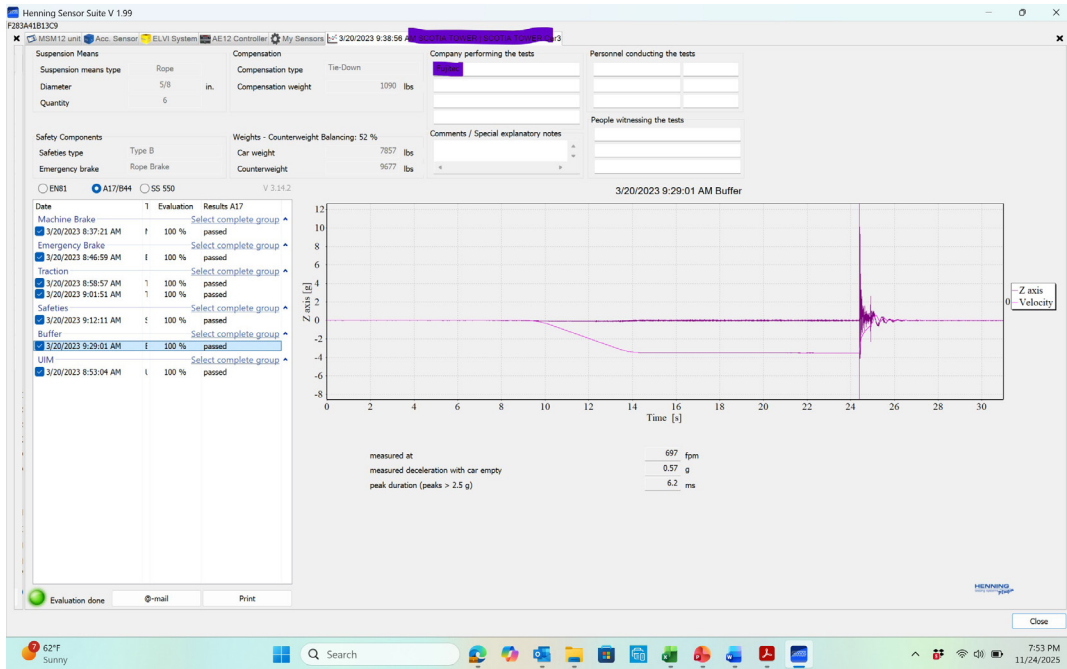 Henning Sensor Suite V 1.99
F283A41B13C9
MSM12 unit Acc. Sensor ELVI System AE12 Controller My Sensors 3/20/2023 9:38:56 AM SCOTIA TOWER | SCOTIA TOWER Car3
Suspension Means
Suspension means type Rope
Diameter 5/8 in.
Quantity 6
Compensation
Compensation type Tie-Down
Compensation weight 1090 lbs
Company performing the tests
Personnel conducting the tests
People witnessing the tests
Safety Components
Safeties type Type B
Emergency brake Rope Brake
Weights - Counterweight Balancing: 52 %
Car weight 7857 lbs
Counterweight 9677 lbs
Comments / Special explanatory notes
EN81 A17/B44 SS 550 V 3.14.2
Date T Evaluation Results A17
Machine Brake Select complete group
3/20/2023 8:37:21 AM 100 % passed
Emergency Brake Select complete group
3/20/2023 8:46:59 AM E 100 % passed
Traction Select complete group
3/20/2023 8:58:57 AM T 100 % passed
3/20/2023 9:01:51 AM T 100 % passed
Safeties Select complete group
3/20/2023 9:12:11 AM 100 % passed
Buffer Select complete group
3/20/2023 9:29:01 AM 100 % passed
UIM Select complete group
3/20/2023 8:53:04 AM 100 % passed
3/20/2023 9:29:01 AM Buffer
12
10
8
6
4
2
0
-2
-4
-6
-8
Z axis [g]
0
Z axis
Velocity
0 2 4 6 8 10 12 14 16 18 20 22 24 26 28 30
Time [s]
measured at 697 fpm
measured deceleration with car empty 0.57 g
peak duration (peaks > 2.5 g) 6.2 ms
Evaluation done @-mail Print
HENNING
Close
7
62°F
Sunny
Search
7:53 PM
11/24/2025